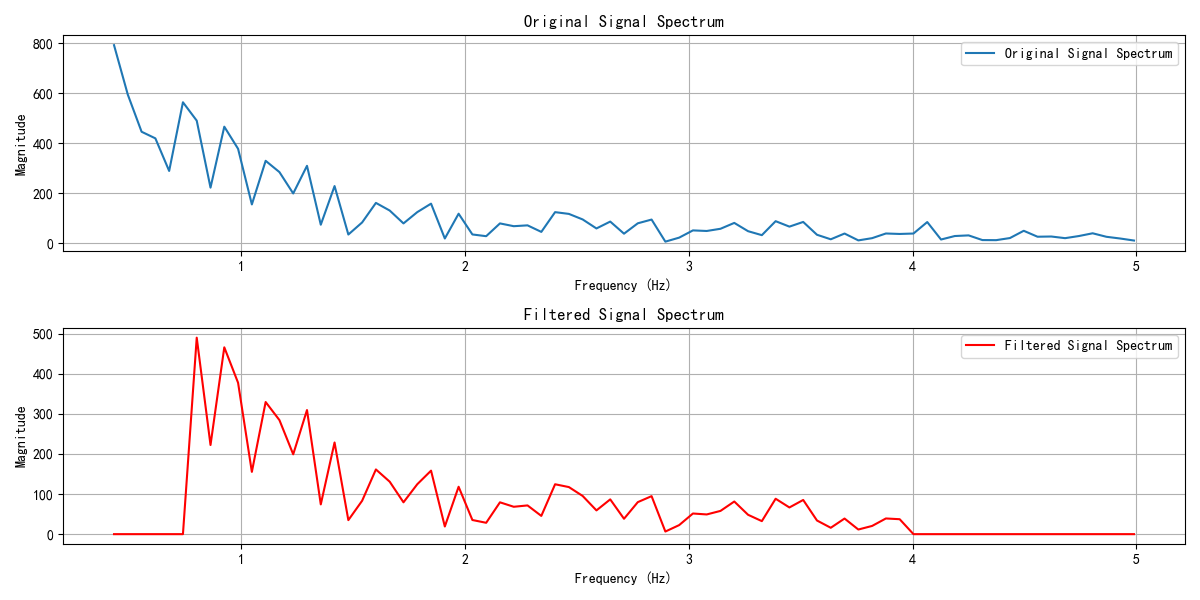 Original Signal Spectrum
Original Signal Spectrum
Magnitude
800
600
400
200
0
1 2 3 4 5
Frequency (Hz)
Filtered Signal Spectrum
Filtered Signal Spectrum
Magnitude
500
400
300
200
100
0
1 2 3 4 5
Frequency (Hz)